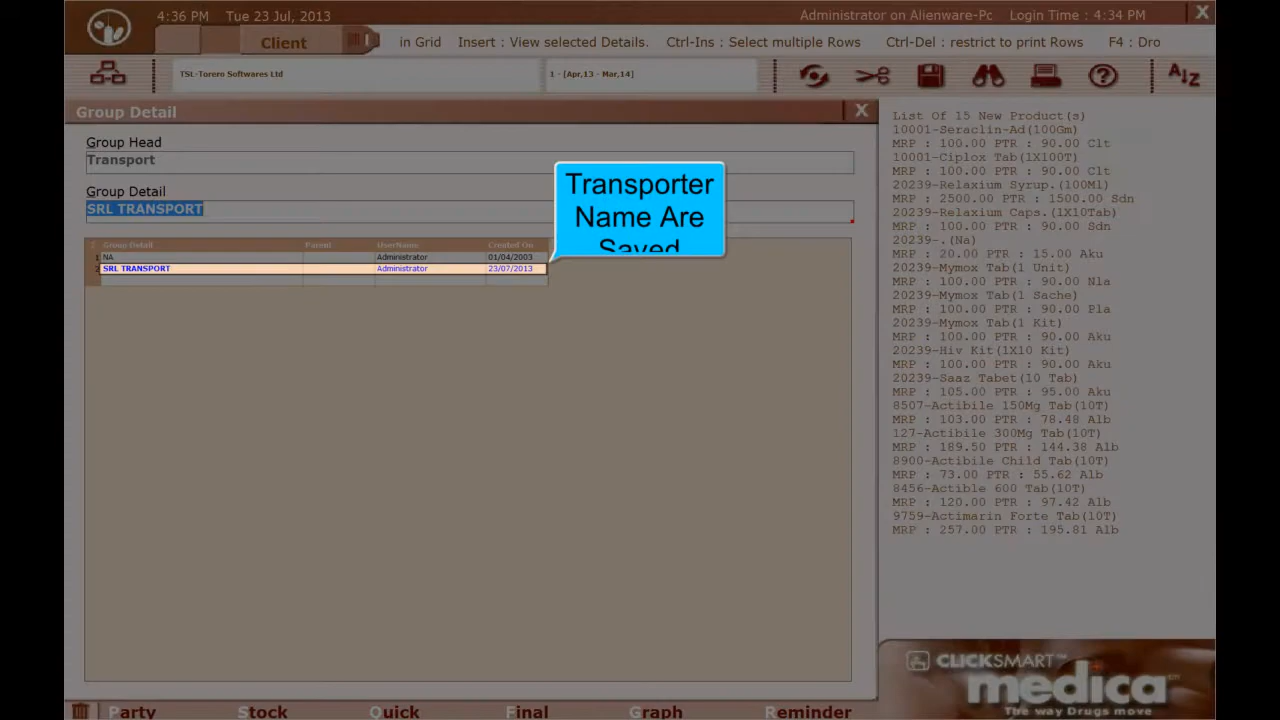 4:36 PM Tue 23 Jul, 2013
Administrator on Alienware-Pc Login Time : 4:34 PM X
Client
in Grid Insert : View selected Details. Ctrl-Ins : Select multiple Rows Ctrl-Del : restrict to print Rows F4 : Dro
TSL-Torero Softwares Ltd
1 - [Apr,13 - Mar,14]
Group Detail X
Group Head
Transport
Group Detail
SRL TRANSPORT
Group Detail Parent UserName Created On
1 NA Administrator 01/04/2003
2 SRL TRANSPORT Administrator 23/07/2013
Transporter
Name Are
Saved
List Of 15 New Product(s)
10001-Seraclin-Ad(100Gm)
MRP : 100.00 PTR : 90.00 Clt
10001-Ciplox Tab(1X100T)
MRP : 100.00 PTR : 90.00 Clt
20239-Relaxium Syrup.(100Ml)
MRP : 2500.00 PTR : 1500.00 Sdn
20239-Relaxium Caps.(1X10Tab)
MRP : 100.00 PTR : 90.00 Sdn
20239-.(Na)
MRP : 20.00 PTR : 15.00 Aku
20239-Mymox Tab(1 Unit)
MRP : 100.00 PTR : 90.00 Nla
20239-Mymox Tab(1 Sache)
MRP : 100.00 PTR : 90.00 Pla
20239-Mymox Tab(1 Kit)
MRP : 100.00 PTR : 90.00 Aku
20239-Hiv Kit(1X10 Kit)
MRP : 100.00 PTR : 90.00 Aku
20239-Saaz Tabet(10 Tab)
MRP : 105.00 PTR : 95.00 Aku
8507-Actibile 150Mg Tab(10T)
MRP : 103.00 PTR : 78.48 Alb
127-Actibile 300Mg Tab(10T)
MRP : 189.50 PTR : 144.38 Alb
8900-Actibile Child Tab(10T)
MRP : 73.00 PTR : 55.62 Alb
8456-Actible 600 Tab(10T)
MRP : 120.00 PTR : 97.42 Alb
9759-Actimarin Forte Tab(10T)
MRP : 257.00 PTR : 195.81 Alb
CLICKSMART™
medica
The way Drugs move
Party Stock Quick Final Graph Reminder